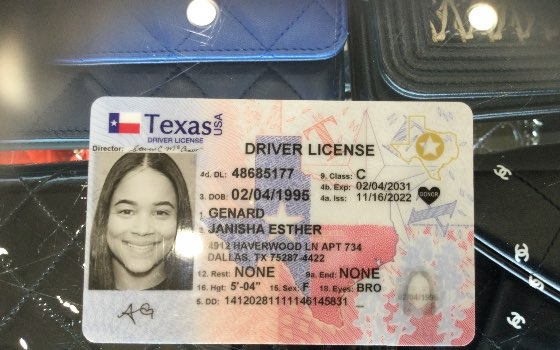 Texas USA
DRIVER LICENSE
Director:
DRIVER LICENSE
4d. DL: 48685177 9. Class: C
3. DOB: 02/04/1995 4b. Exp: 02/04/2031
4a. Iss: 11/16/2022 DONOR
1. GENARD
2. JANISHA ESTHER
4912 HAVERWOOD LN APT 734
DALLAS, TX 75287-4422
12. Rest: NONE 9a. End: NONE
16. Hgt: 5'-04" 15. Sex: F 18. Eyes: BRO
5. DD: 14120281111146145831
02/04/1995
AG